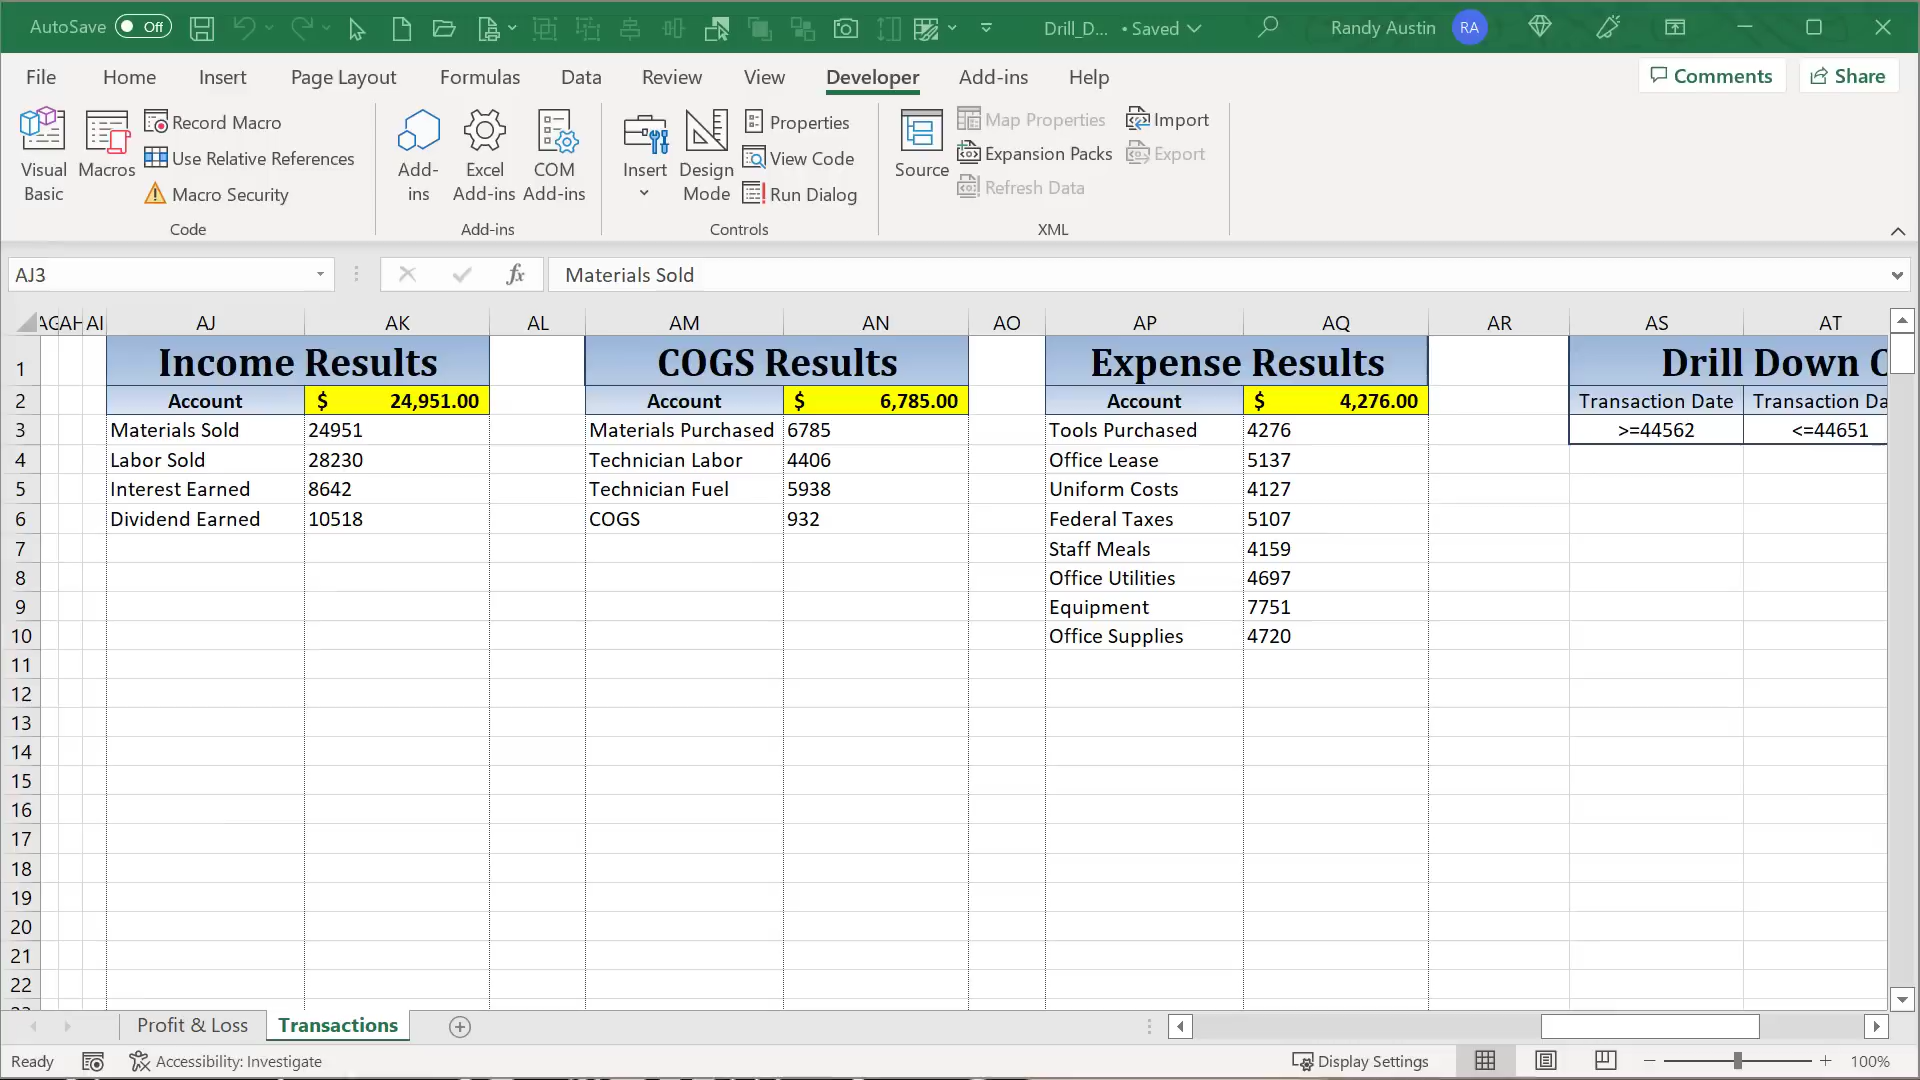 AutoSave Off Drill_D... • Saved Randy Austin RA
File Home Insert Page Layout Formulas Data Review View Developer Add-ins Help Comments Share
Visual Basic
Macros
Record Macro
Use Relative References
Macro Security
Code
Add-ins
Excel Add-ins
COM Add-ins
Add-ins
Insert
Design Mode
Properties
View Code
Run Dialog
Controls
Source
Map Properties
Expansion Packs
Refresh Data
Import
Export
XML
AJ3 fx Materials Sold
AG AH AI AJ AK AL AM AN AO AP AQ AR AS AT
1 Income Results COGS Results Expense Results Drill Down C
2 Account $ 24,951.00 Account $ 6,785.00 Account $ 4,276.00 Transaction Date Transaction Da
3 Materials Sold 24951 Materials Purchased 6785 Tools Purchased 4276 >=44562 <=44651
4 Labor Sold 28230 Technician Labor 4406 Office Lease 5137
5 Interest Earned 8642 Technician Fuel 5938 Uniform Costs 4127
6 Dividend Earned 10518 COGS 932 Federal Taxes 5107
7 Staff Meals 4159
8 Office Utilities 4697
9 Equipment 7751
10 Office Supplies 4720
11
12
13
14
15
16
17
18
19
20
21
22
23
Profit & Loss Transactions
Ready Accessibility: Investigate Display Settings 100%